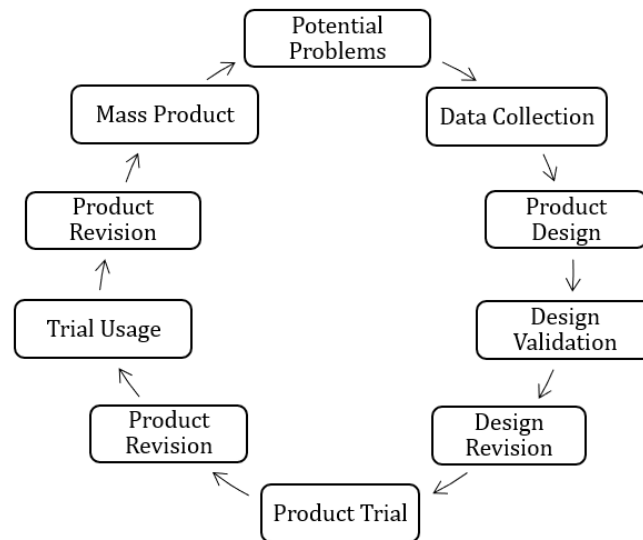 Potential
Problems
Data Collection
Product
Design
Design
Validation
Design
Revision
Product Trial
Product
Revision
Trial Usage
Product
Revision
Mass Product